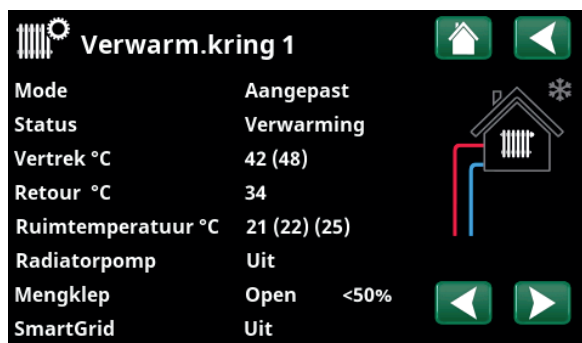 Verwarm.kring 1
Mode Aangepast
Status Verwarming
Vertrek °C 42 (48)
Retour °C 34
Ruimtemperatuur °C 21 (22) (25)
Radiatorpomp Uit
Mengklep Open <50%
SmartGrid Uit